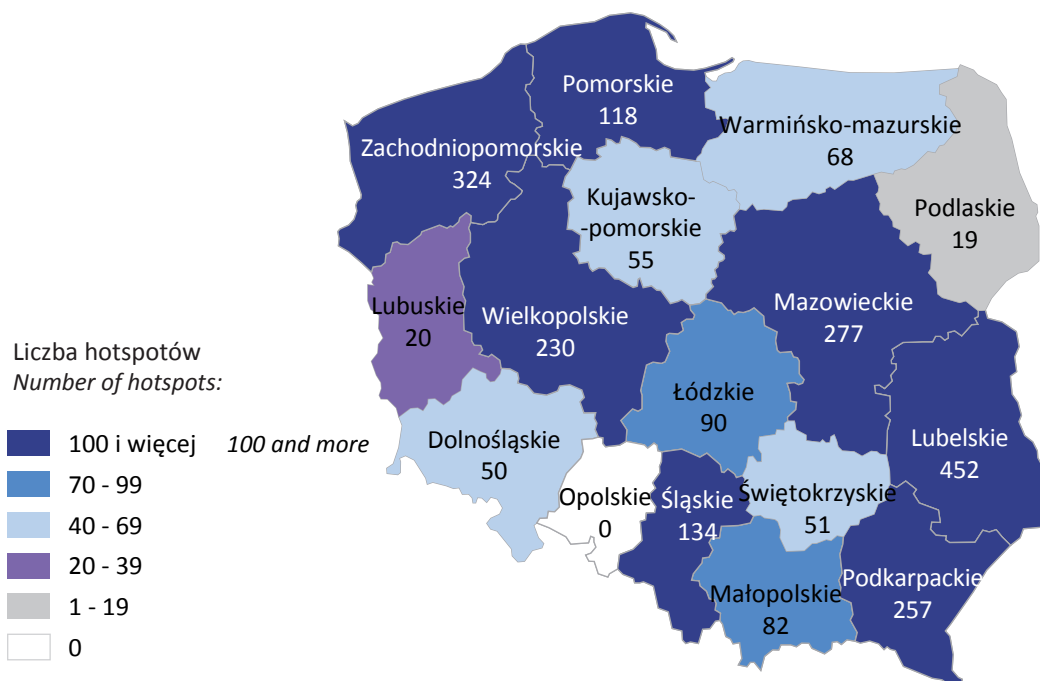 Pomorskie
118
Warmińsko-mazurskie
68
Zachodniopomorskie
324
Kujawsko-
-pomorskie
55
Podlaskie
19
Lubuskie
20
Wielkopolskie
230
Mazowieckie
277
Łódzkie
90
Dolnośląskie
50
Opolskie
0
Śląskie
134
Świętokrzyskie
51
Lubelskie
452
Małopolskie
82
Podkarpackie
257
Liczba hotspotów
Number of hotspots:
100 i więcej 100 and more
70 - 99
40 - 69
20 - 39
1 - 19
0